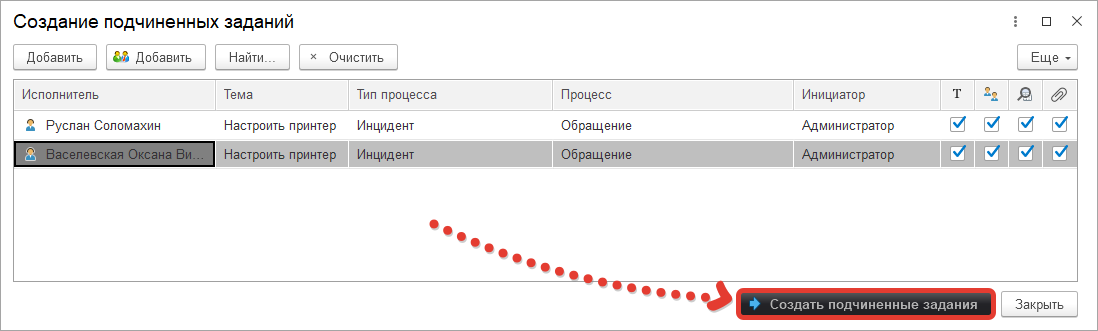 Создание подчиненных заданий
Добавить Добавить Найти... × Очистить Еще
Исполнитель Тема Тип процесса Процесс Инициатор Т
Руслан Соломахин Настроить принтер Инцидент Обращение Администратор
Васелевская Оксана Ви... Настроить принтер Инцидент Обращение Администратор
Создать подчиненные задания Закрыть